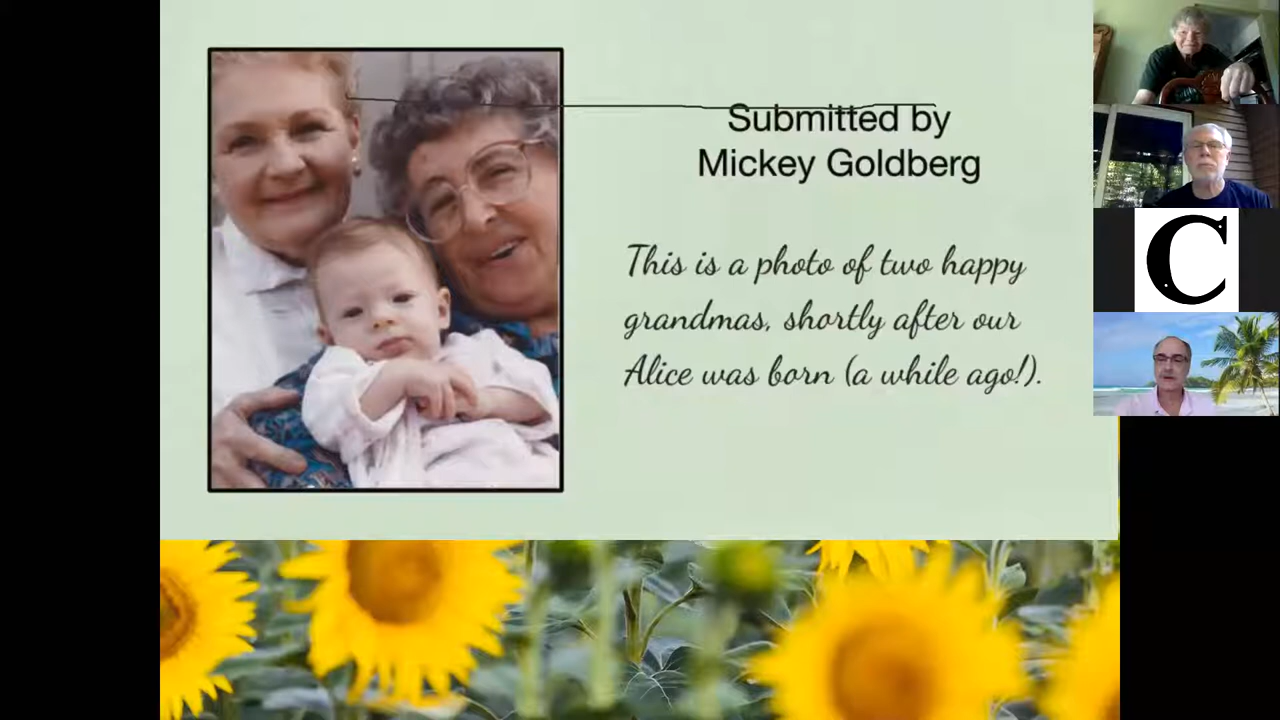 Submitted by
Mickey Goldberg
This is a photo of two happy
grandmas, shortly after our
Alice was born (a while ago!).
C